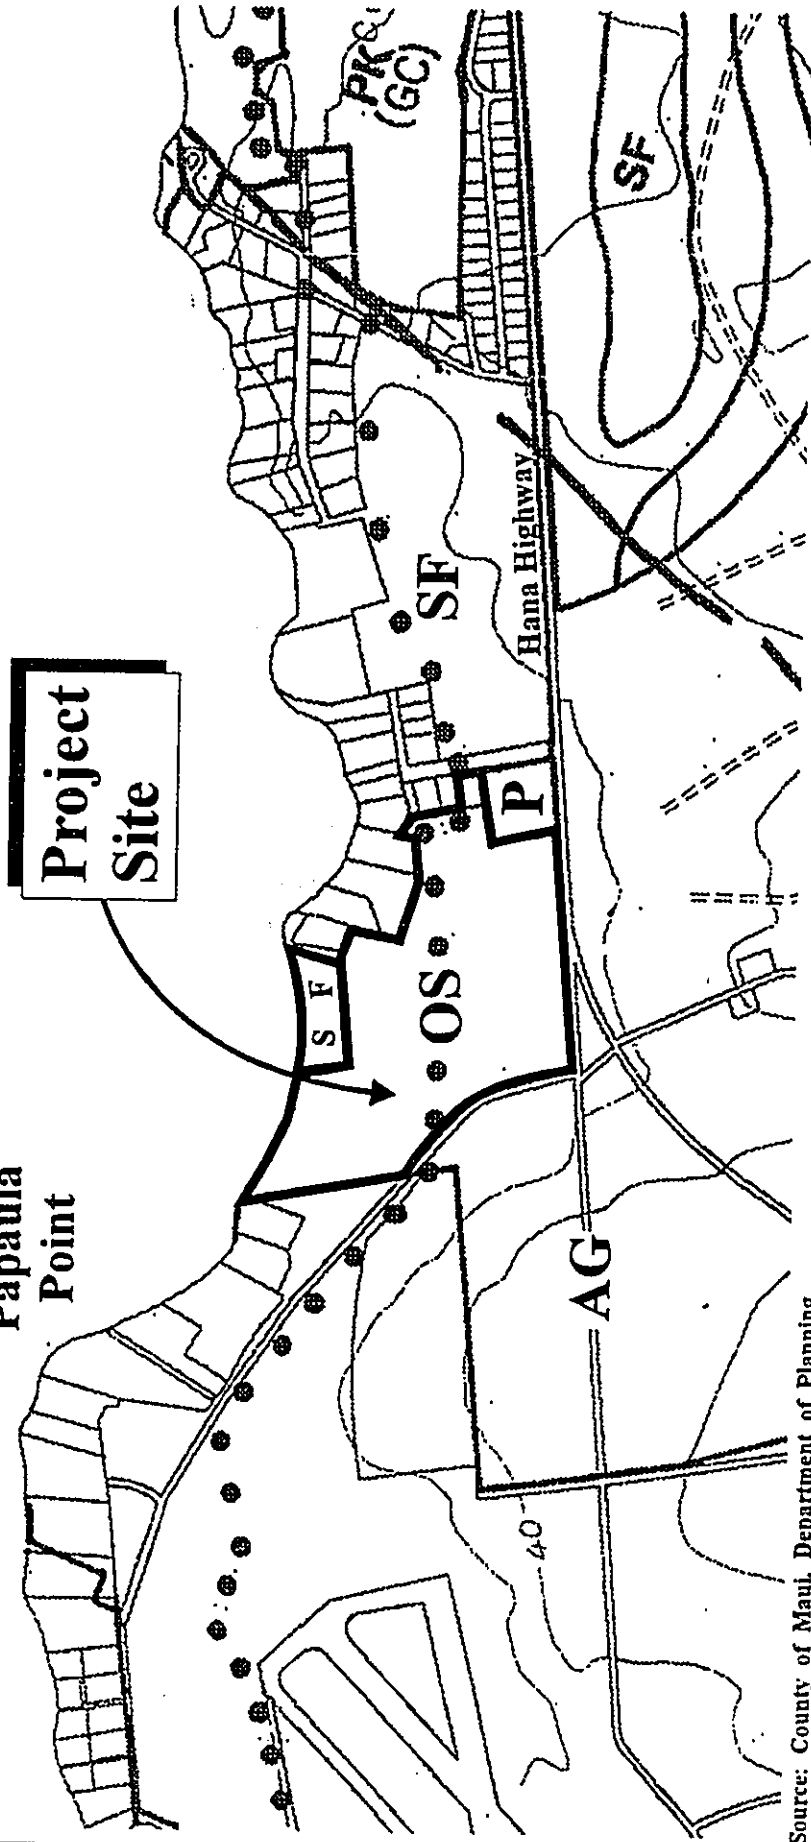 Papaula
Point
Project
Site
S F
OS
P
SF
Hana Highway
PK
(GC)
SF
AG
40
Source: County of Maui, Department of Planning